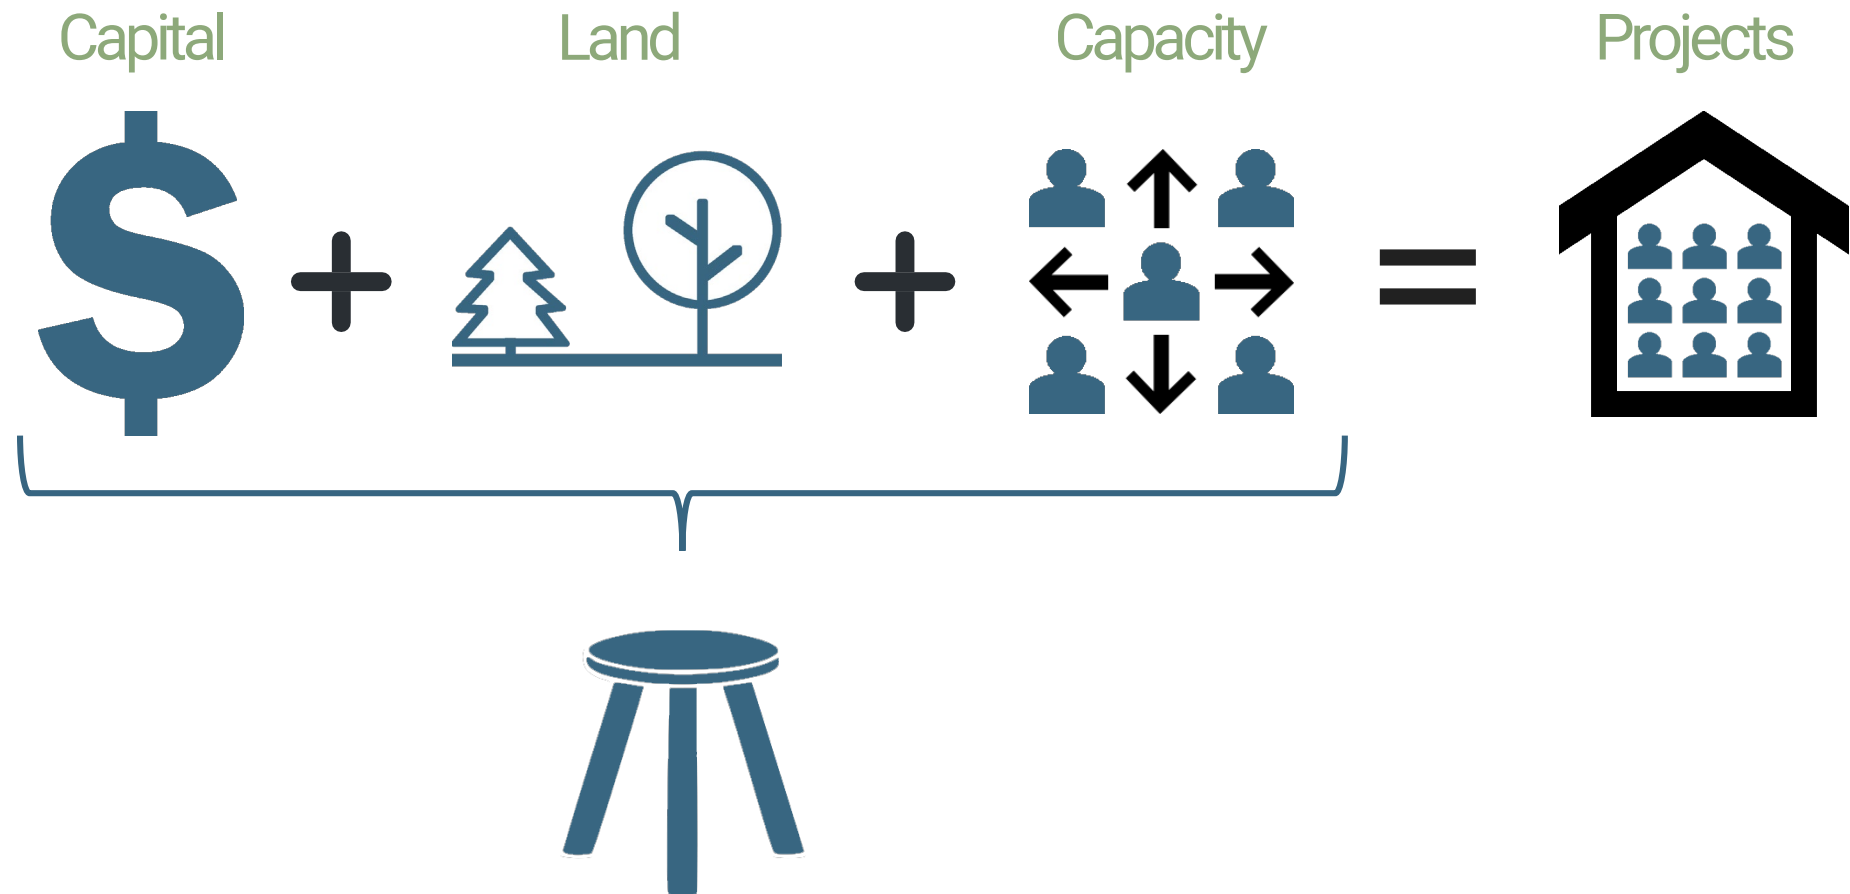 Capital Land Capacity Projects
$ + + =